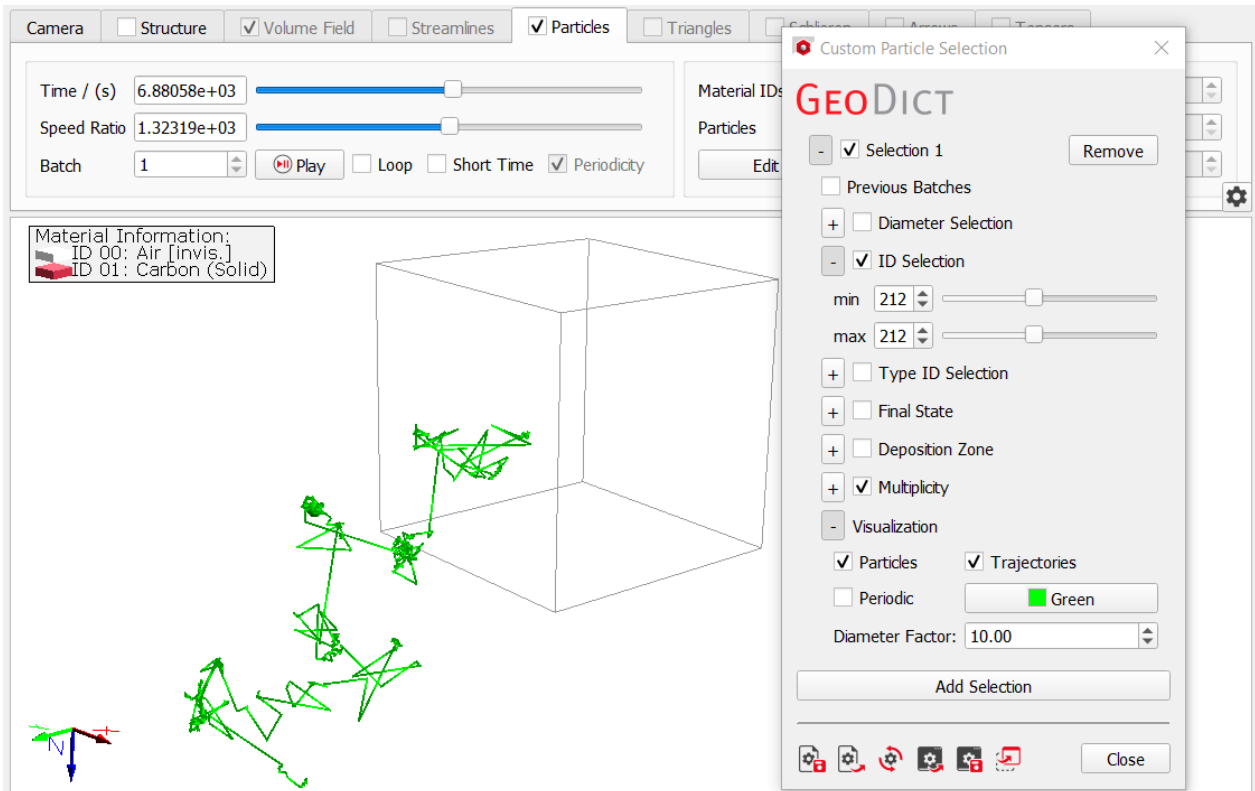 Camera Structure Volume Field Streamlines Particles Triangles
Custom Particle Selection
Time / (s) 6.88058e+03
Material IDs
GEODICT
Speed Ratio 1.32319e+03
Particles
Batch 1 Play Loop Short Time Periodicity
Edit
- Selection 1 Remove
Previous Batches
+ Diameter Selection
- ID Selection
min 212
max 212
+ Type ID Selection
+ Final State
+ Deposition Zone
+ Multiplicity
- Visualization
Particles Trajectories
Periodic Green
Diameter Factor: 10.00
Add Selection
Close
Material Information:
ID 00: Air [invis.]
ID 01: Carbon (Solid)